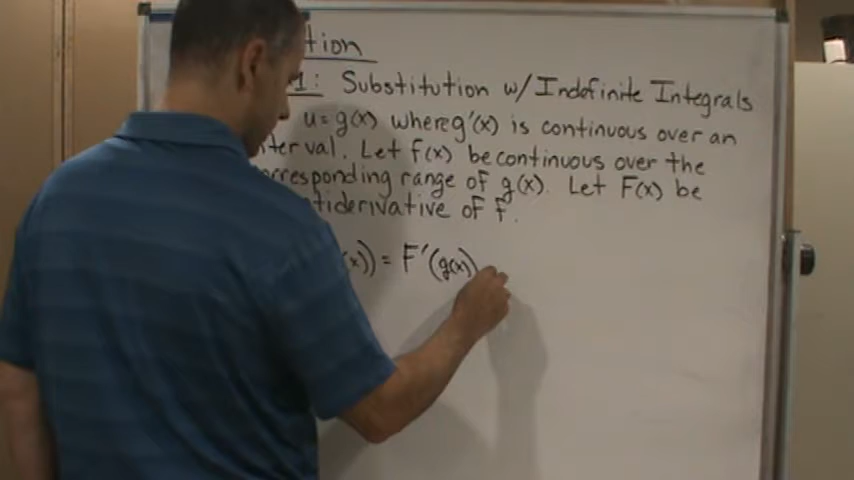 tion
1: Substitution w/ Indefinite Integrals
u = g(x) where g'(x) is continuous over an
terval. Let f(x) be continuous over the
rresponding range of g(x). Let F(x) be
tiderivative of f.
(x)) = F'(g(x))